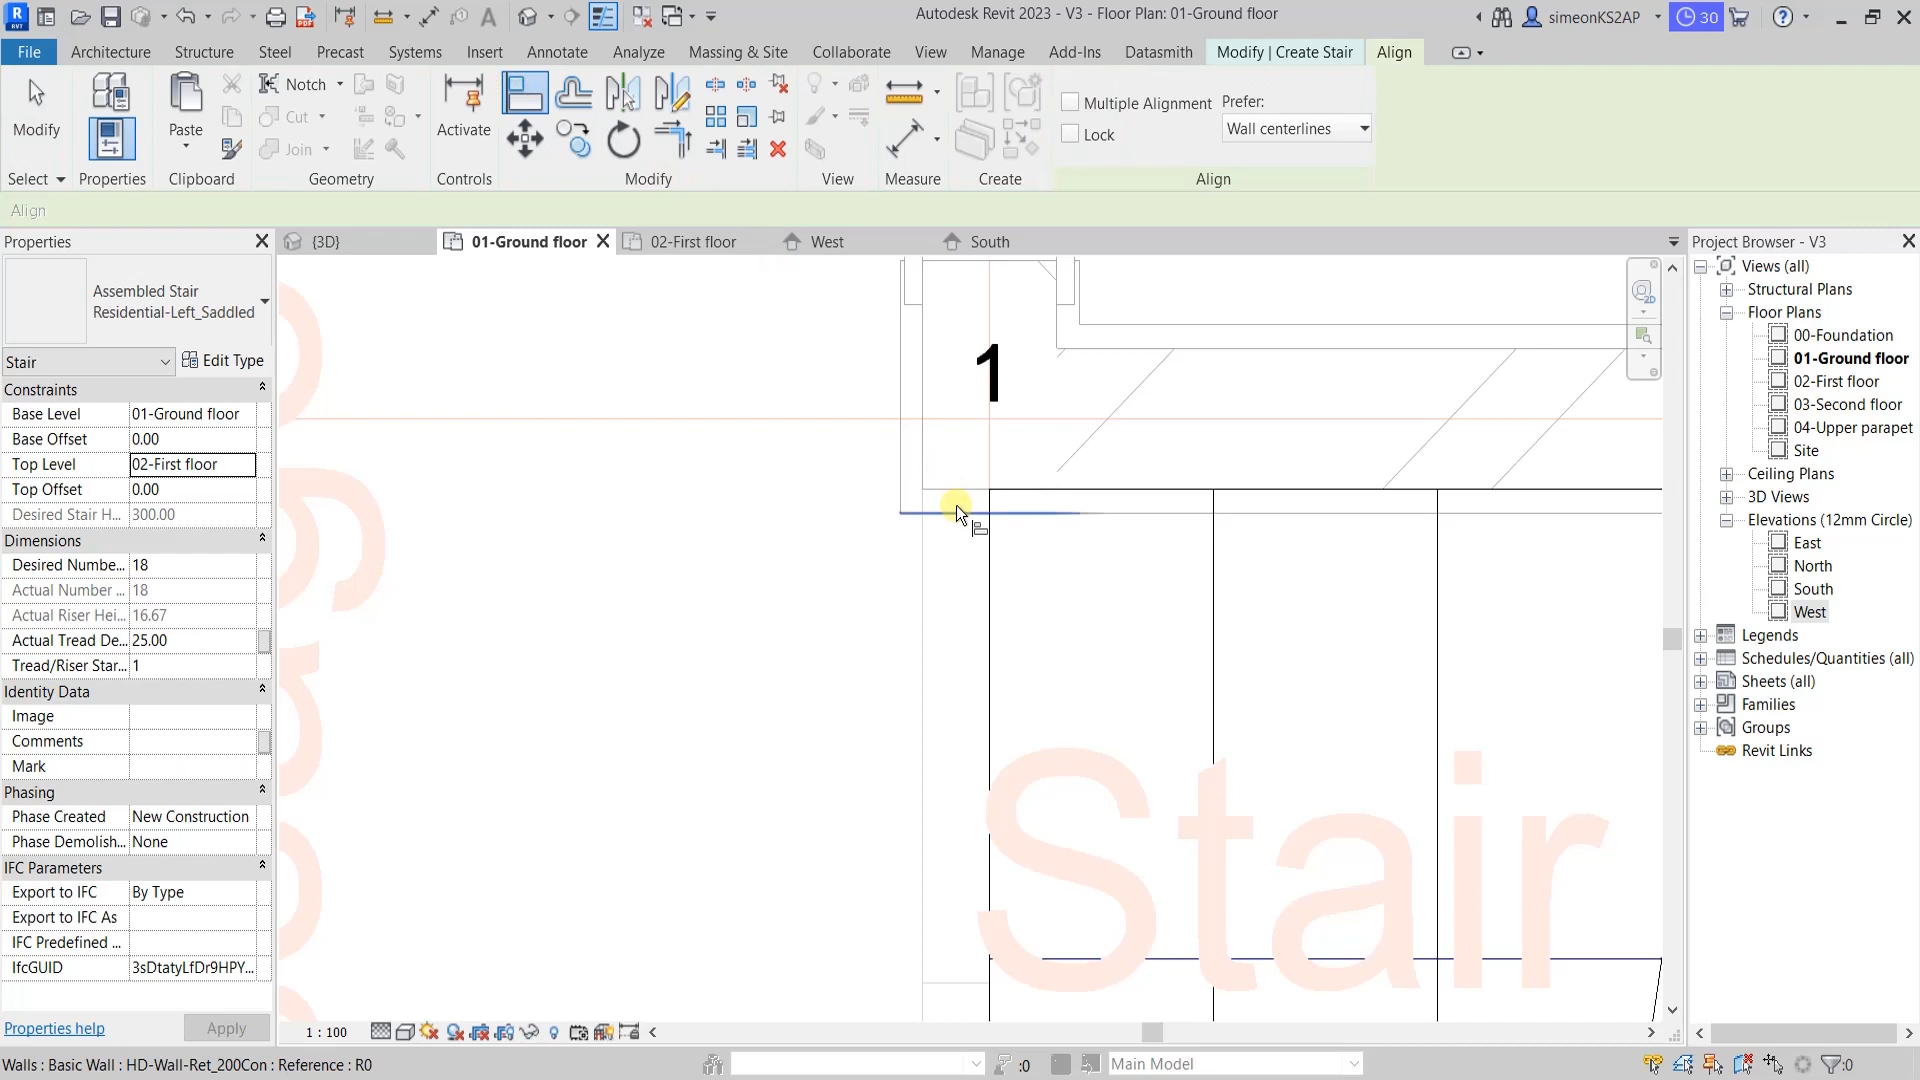 Autodesk Revit 2023 - V3 - Floor Plan: 01-Ground floor
simeonKS2AP
30
File
Architecture
Structure
Steel
Precast
Systems
Insert
Annotate
Analyze
Massing & Site
Collaborate
View
Manage
Add-Ins
Datasmith
Modify | Create Stair
Align
Modify
Paste
Notch
Cut
Join
Activate
Multiple Alignment
Lock
Prefer:
Wall centerlines
Select
Properties
Clipboard
Geometry
Controls
Modify
View
Measure
Create
Align
Align
Properties
{3D}
01-Ground floor
02-First floor
West
South
Project Browser - V3
Assembled Stair
Residential-Left_Saddled
Stair
Edit Type
Constraints
Base Level 01-Ground floor
Base Offset 0.00
Top Level 02-First floor
Top Offset 0.00
Desired Stair H... 300.00
Dimensions
Desired Numbe... 18
Actual Number ... 18
Actual Riser Hei... 16.67
Actual Tread De... 25.00
Tread/Riser Star... 1
Identity Data
Image
Comments
Mark
Phasing
Phase Created New Construction
Phase Demolish... None
IFC Parameters
Export to IFC By Type
Export to IFC As
IFC Predefined ...
IfcGUID 3sDtatyLfDr9HPY...
Properties help
Apply
1
Stair
2D
Views (all)
Structural Plans
Floor Plans
00-Foundation
01-Ground floor
02-First floor
03-Second floor
04-Upper parapet
Site
Ceiling Plans
3D Views
Elevations (12mm Circle)
East
North
South
West
Legends
Schedules/Quantities (all)
Sheets (all)
Families
Groups
Revit Links
1 : 100
Walls : Basic Wall : HD-Wall-Ret_200Con : Reference : R0
:0
Main Model
:0